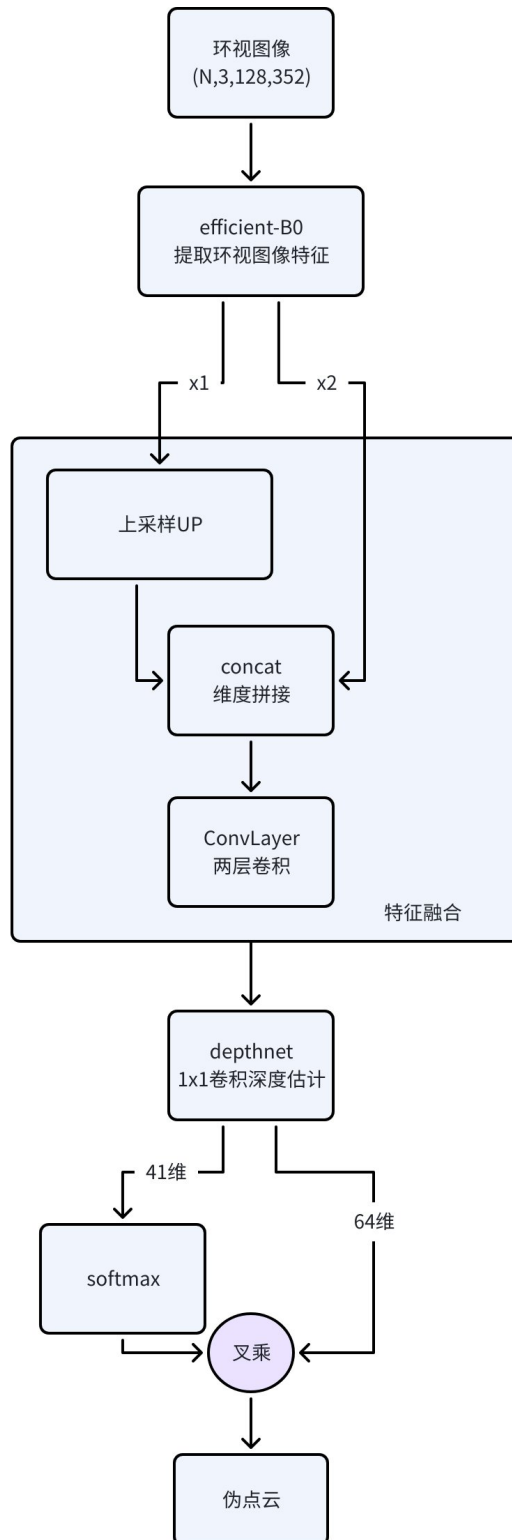 环视图像
(N,3,128,352)
efficient-B0
提取环视图像特征
x1
x2
上采样UP
concat
维度拼接
ConvLayer
两层卷积
特征融合
depthnet
1x1卷积深度估计
41维
64维
softmax
叉乘
伪点云